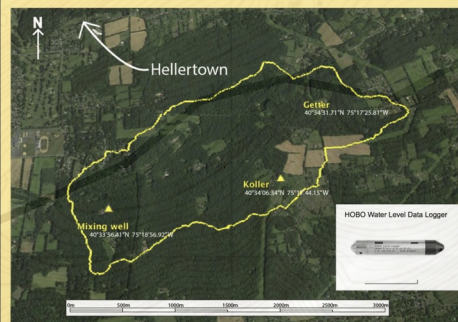 N
Hellertown
Getter
40°34'31.71"N 75°17'25.81"W
Koller
40°34'06.34"N 75°18'44.15"W
Mixing well
40°33'56.41"N 75°18'56.92"W
HOBO Water Level Data Logger
0m 500m 1000m 1500m 2000m 2500m 3000m